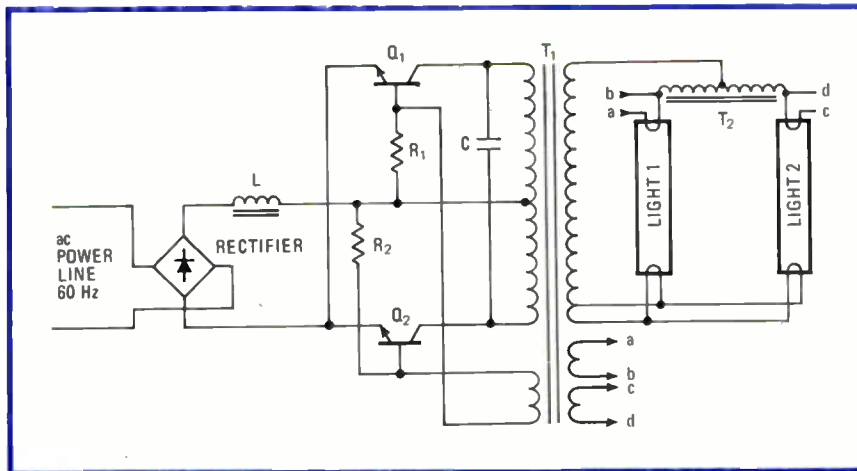 Q1
T1
b
d
a
c
T2
R1
C
LIGHT 1
LIGHT 2
L
ac
POWER
LINE
60 Hz
RECTIFIER
R2
Q2
a
b
c
d